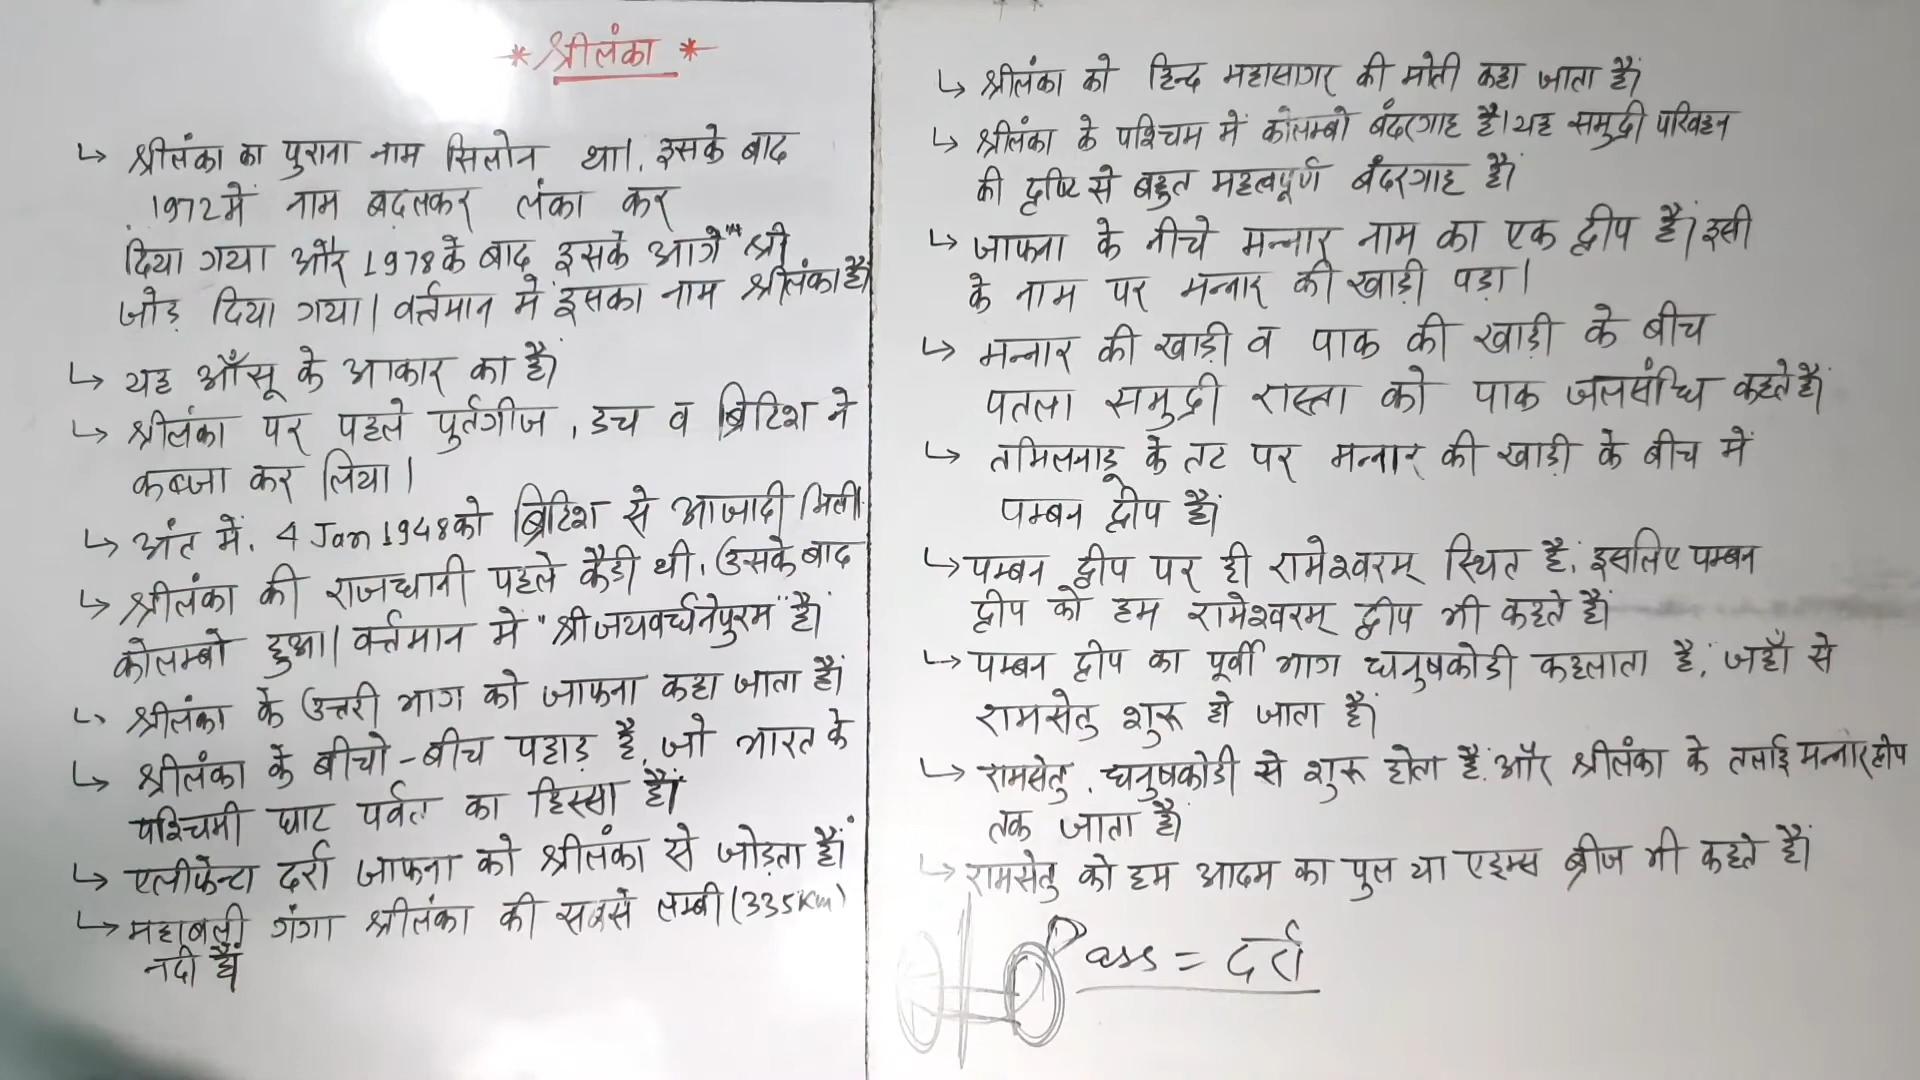 * श्रीलंका *
↳ श्रीलंका का पुराना नाम सिलोन था। इसके बाद
1972 में नाम बदलकर लंका कर
दिया गया और 1978 के बाद इसके आगे "श्री
जोड़ दिया गया। वर्त्तमान में इसका नाम श्रीलंका है।
↳ यह आँसू के आकार का है।
↳ श्रीलंका पर पहले पुर्तगीज, डच व ब्रिटिश ने
कब्जा कर लिया।
↳ अंत में, 4 Jan 1948 को ब्रिटिश से आजादी मिली
↳ श्रीलंका की राजधानी पहले कैडी थी, उसके बाद
कोलम्बो हुआ। वर्त्तमान में "श्रीजयवर्धनेपुरम" है।
↳ श्रीलंका के उत्तरी भाग को जाफना कहा जाता है।
↳ श्रीलंका के बीचो-बीच पहाड़ है, जो भारत के
पश्चिमी घाट पर्वत का हिस्सा है।
↳ एलीफेन्टा दर्रा जाफना को श्रीलंका से जोड़ता है।
↳ महाबली गंगा श्रीलंका की सबसे लम्बी (335Km)
नदी है।
↳ श्रीलंका को हिन्द महासागर की मोती कहा जाता है।
↳ श्रीलंका के पश्चिम में कोलम्बो बंदरगाह है। यह समुद्री परिवहन
की दृष्टि से बहुत महत्वपूर्ण बंदरगाह है।
↳ जाफना के नीचे मन्नार नाम का एक द्वीप है। इसी
के नाम पर मन्नार की खाड़ी पड़ा।
↳ मन्नार की खाड़ी व पाक की खाड़ी के बीच
पतला समुद्री रास्ता को पाक जलसंधि कहते है।
↳ तमिलनाडू के तट पर मन्नार की खाड़ी के बीच में
पम्बन द्वीप है।
↳ पम्बन द्वीप पर ही रामेश्वरम् स्थित है, इसलिए पम्बन
द्वीप को हम रामेश्वरम् द्वीप भी कहते है।
↳ पम्बन द्वीप का पूर्वी भाग धनुषकोडी कहलाता है, जहाँ से
रामसेतु शुरू हो जाता है।
↳ रामसेतु, धनुषकोडी से शुरू होता है और श्रीलंका के तलाई मन्नार द्वीप
तक जाता है।
↳ रामसेतु को हम आदम का पुल या एडम्स ब्रीज भी कहते है।
Pass = दर्रा